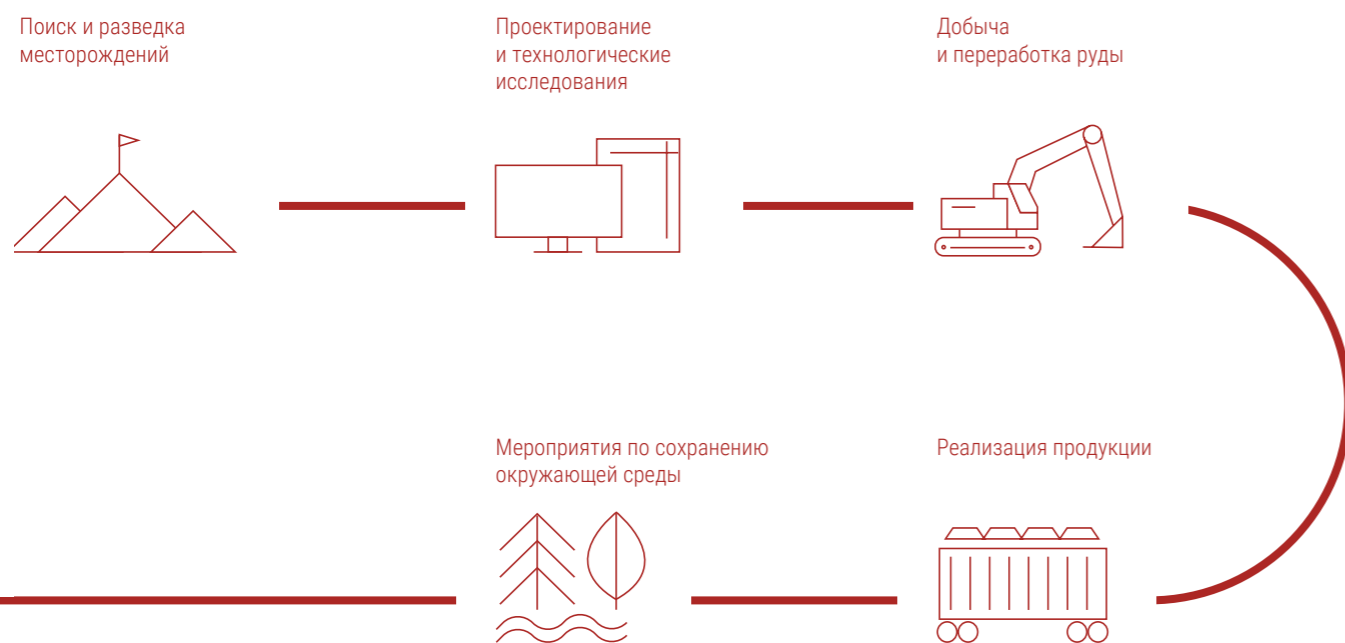 Поиск и разведка
месторождений
Проектирование
и технологические
исследования
Добыча
и переработка руды
Мероприятия по сохранению
окружающей среды
Реализация продукции